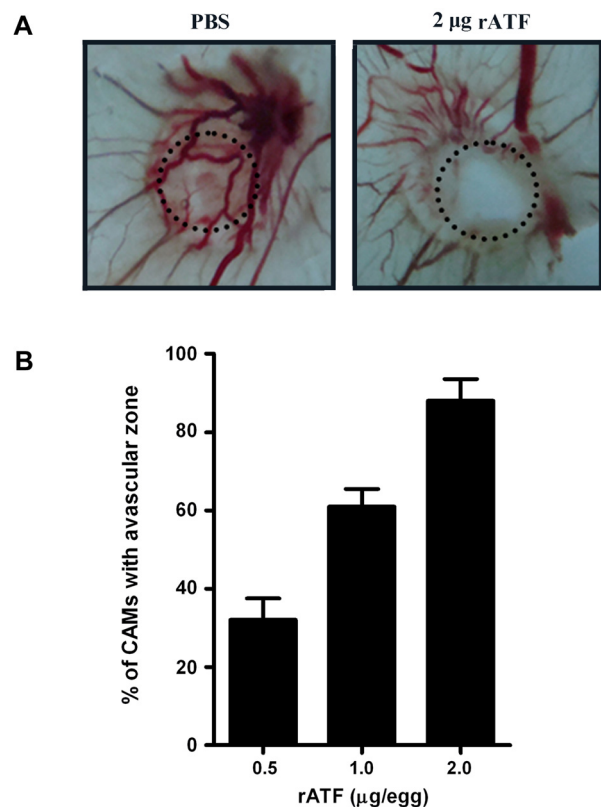 A
PBS
2 µg rATF
B
% of CAMs with avascular zone
100
80
60
40
20
0
0.5
1.0
2.0
rATF (µg/egg)